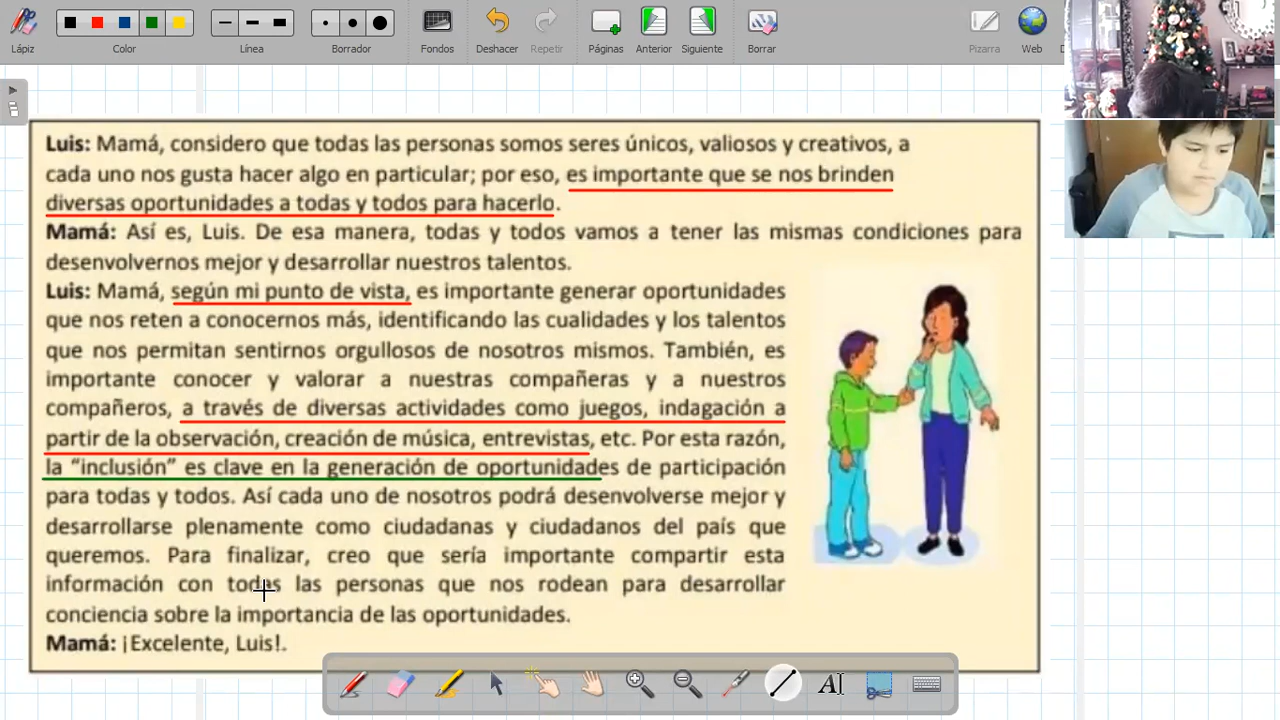 Lápiz
Color
Línea
Borrador
Fondos
Deshacer
Repetir
Páginas
Anterior
Siguiente
Borrar
Pizarra
Web
Luis: Mamá, considero que todas las personas somos seres únicos, valiosos y creativos, a
cada uno nos gusta hacer algo en particular; por eso, es importante que se nos brinden
diversas oportunidades a todas y todos para hacerlo.
Mamá: Así es, Luis. De esa manera, todas y todos vamos a tener las mismas condiciones para
desenvolvernos mejor y desarrollar nuestros talentos.
Luis: Mamá, según mi punto de vista, es importante generar oportunidades
que nos reten a conocernos más, identificando las cualidades y los talentos
que nos permitan sentirnos orgullosos de nosotros mismos. También, es
importante conocer y valorar a nuestras compañeras y a nuestros
compañeros, a través de diversas actividades como juegos, indagación a
partir de la observación, creación de música, entrevistas, etc. Por esta razón,
la "inclusión" es clave en la generación de oportunidades de participación
para todas y todos. Así cada uno de nosotros podrá desenvolverse mejor y
desarrollarse plenamente como ciudadanas y ciudadanos del país que
queremos. Para finalizar, creo que sería importante compartir esta
información con todas las personas que nos rodean para desarrollar
conciencia sobre la importancia de las oportunidades.
Mamá: ¡Excelente, Luis!.
AI